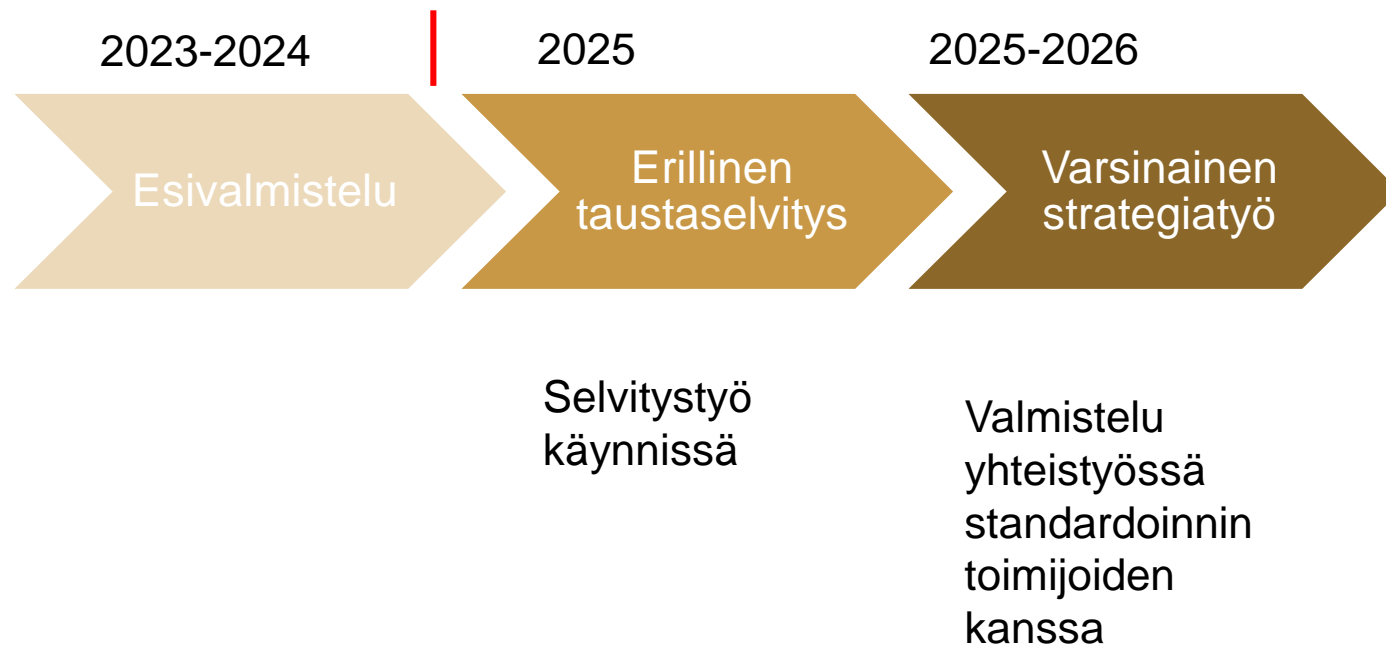 2023-2024
2025
2025-2026
Esivalmistelu
Erillinen
taustaselvitys
Varsinainen
strategiatyö
Selvitystyö
käynnissä
Valmistelu
yhteistyössä
standardoinnin
toimijoiden
kanssa